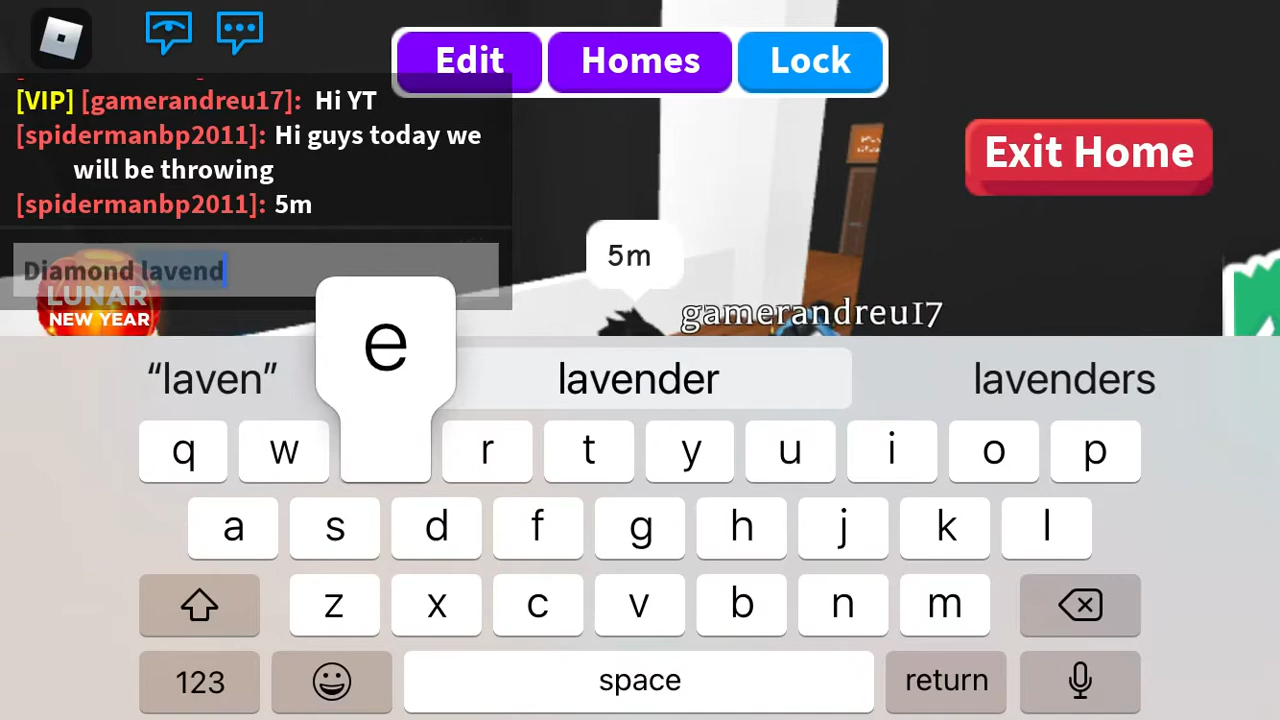 Edit Homes Lock
[VIP] [gamerandreu17]: Hi YT
[spidermanbp2011]: Hi guys today we
will be throwing
[spidermanbp2011]: 5m
Exit Home
5m
Diamond lavend
LUNAR
NEW YEAR
gamerandreu17
e
"laven" lavender lavenders
q w r t y u i o p
a s d f g h j k l
z x c v b n m
123 space return